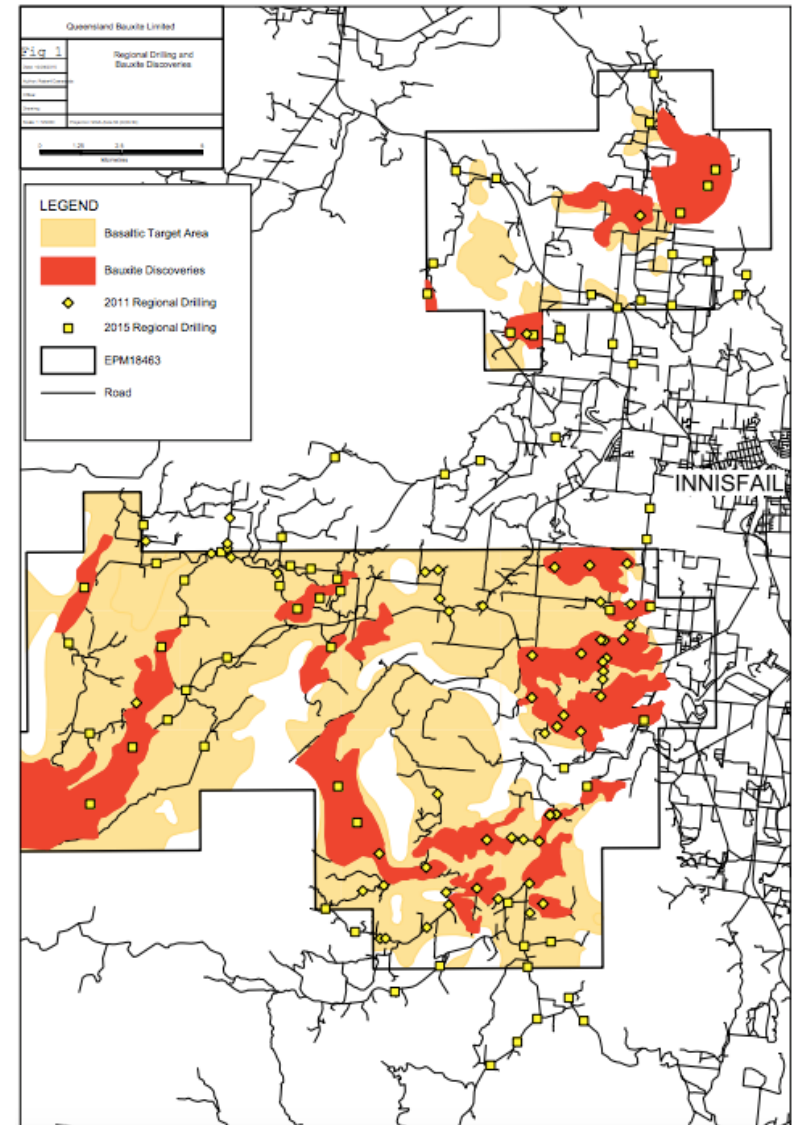 Queensland Bauxite Limited
Fig 1
Regional Drilling and
Bauxite Discoveries
kilometres
LEGEND
Basaltic Target Area
Bauxite Discoveries
2011 Regional Drilling
2015 Regional Drilling
EPM18463
Road
INNISFAIL